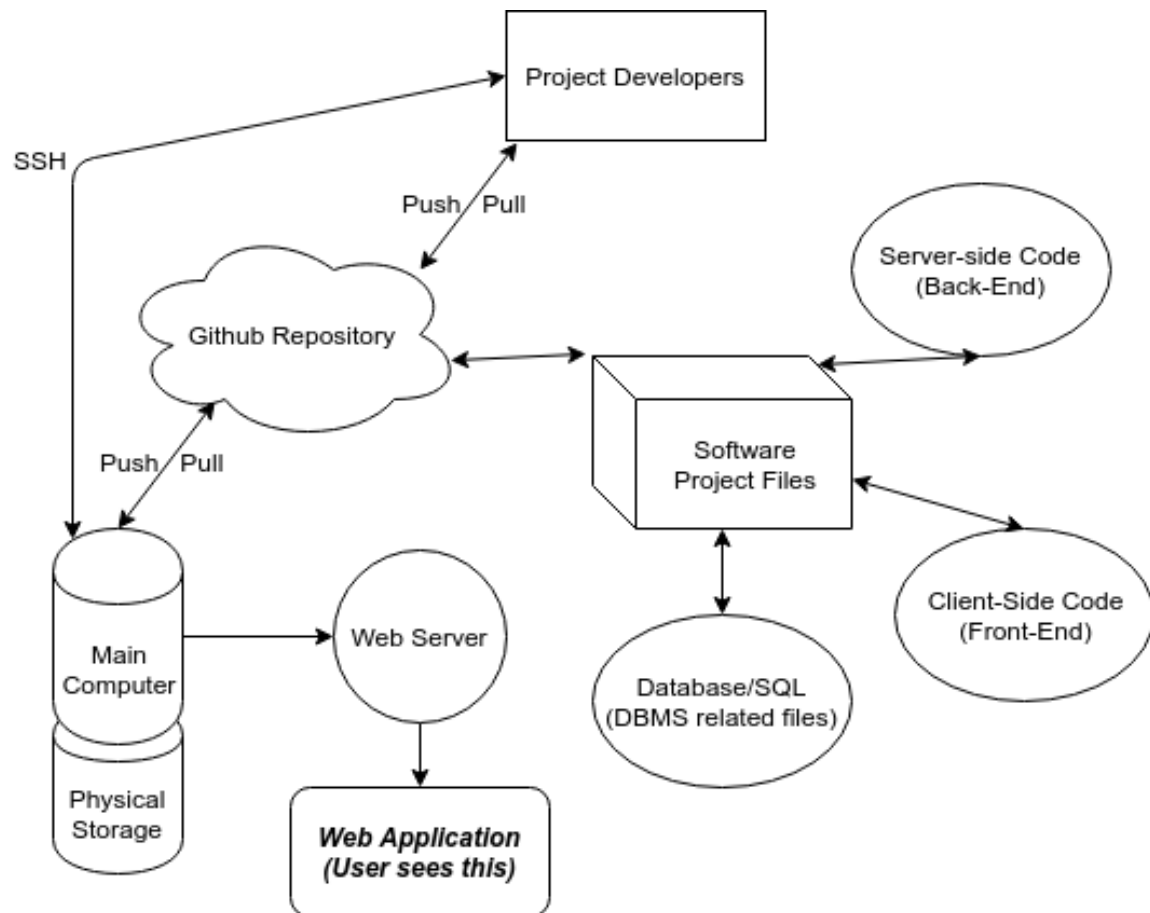 Project Developers
SSH
Push
Pull
Server-side Code
(Back-End)
Github Repository
Software
Project Files
Push
Pull
Client-Side Code
(Front-End)
Web Server
Main
Computer
Database/SQL
(DBMS related files)
Physical
Storage
Web Application
(User sees this)